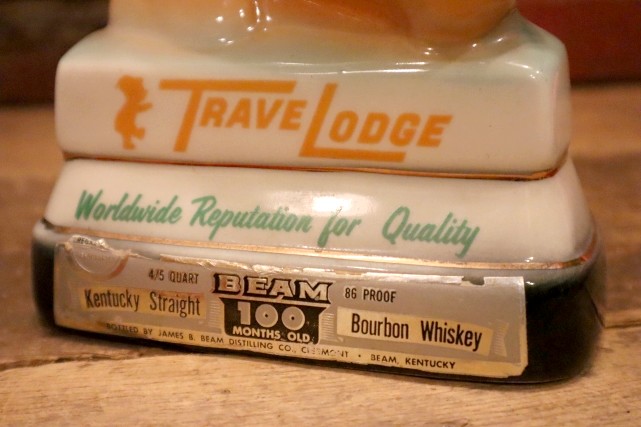 TRAVELODGE
Worldwide Reputation for Quality
4/5 QUART BEAM 86 PROOF
Kentucky Straight 100 Bourbon Whiskey
MONTHS OLD
BOTTLED BY JAMES B. BEAM DISTILLING CO., CLERMONT • BEAM, KENTUCKY